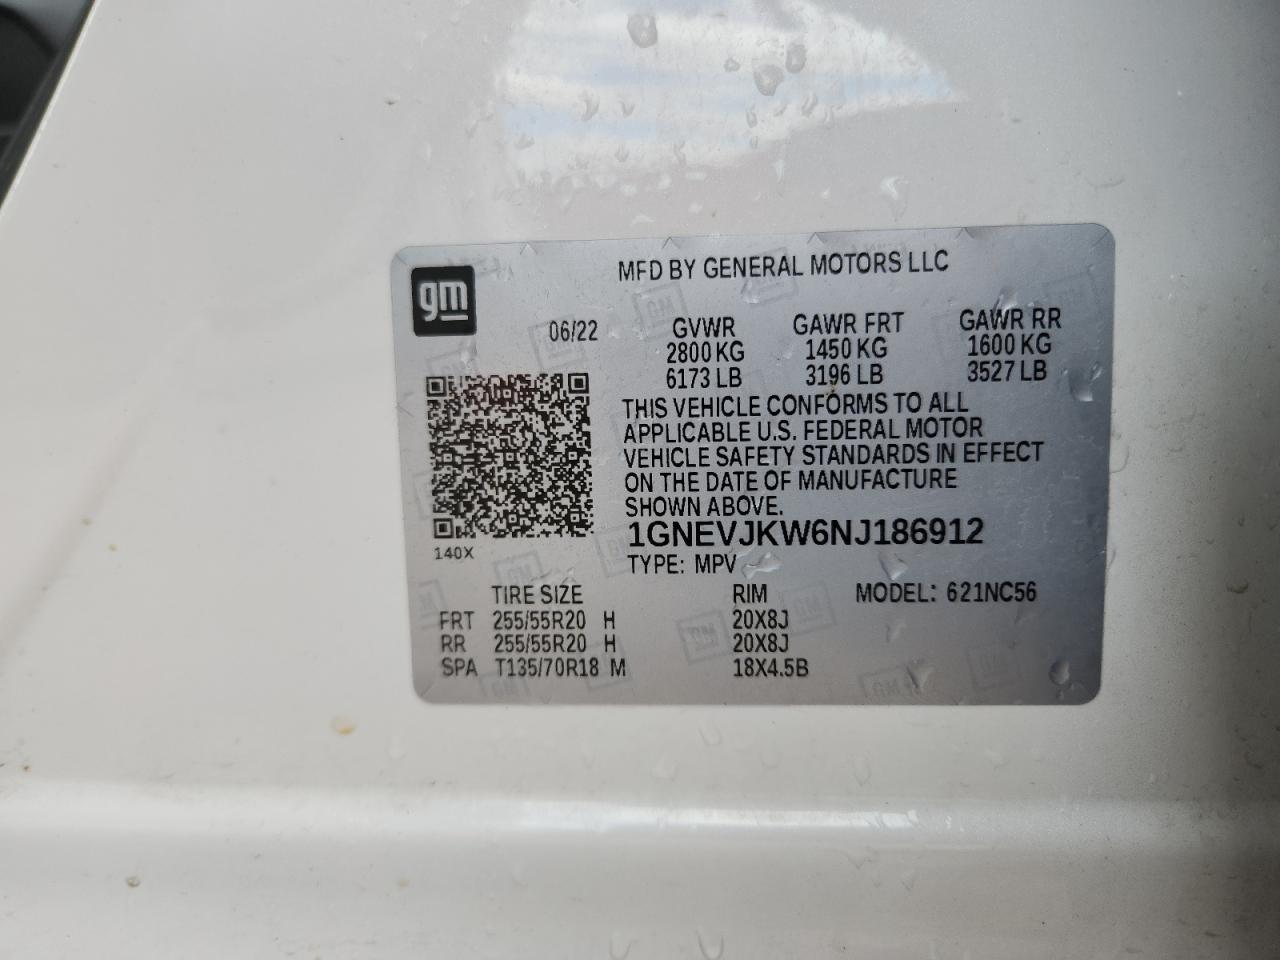 gm
MFD BY GENERAL MOTORS LLC
06/22 GVWR GAWR FRT GAWR RR
2800 KG 1450 KG 1600 KG
6173 LB 3196 LB 3527 LB
THIS VEHICLE CONFORMS TO ALL
APPLICABLE U.S. FEDERAL MOTOR
VEHICLE SAFETY STANDARDS IN EFFECT
ON THE DATE OF MANUFACTURE
SHOWN ABOVE.
1GNEVJKW6NJ186912
140X
TYPE: MPV
TIRE SIZE RIM MODEL: 621NC56
FRT 255/55R20 H 20X8J
RR 255/55R20 H 20X8J
SPA T135/70R18 M 18X4.5B